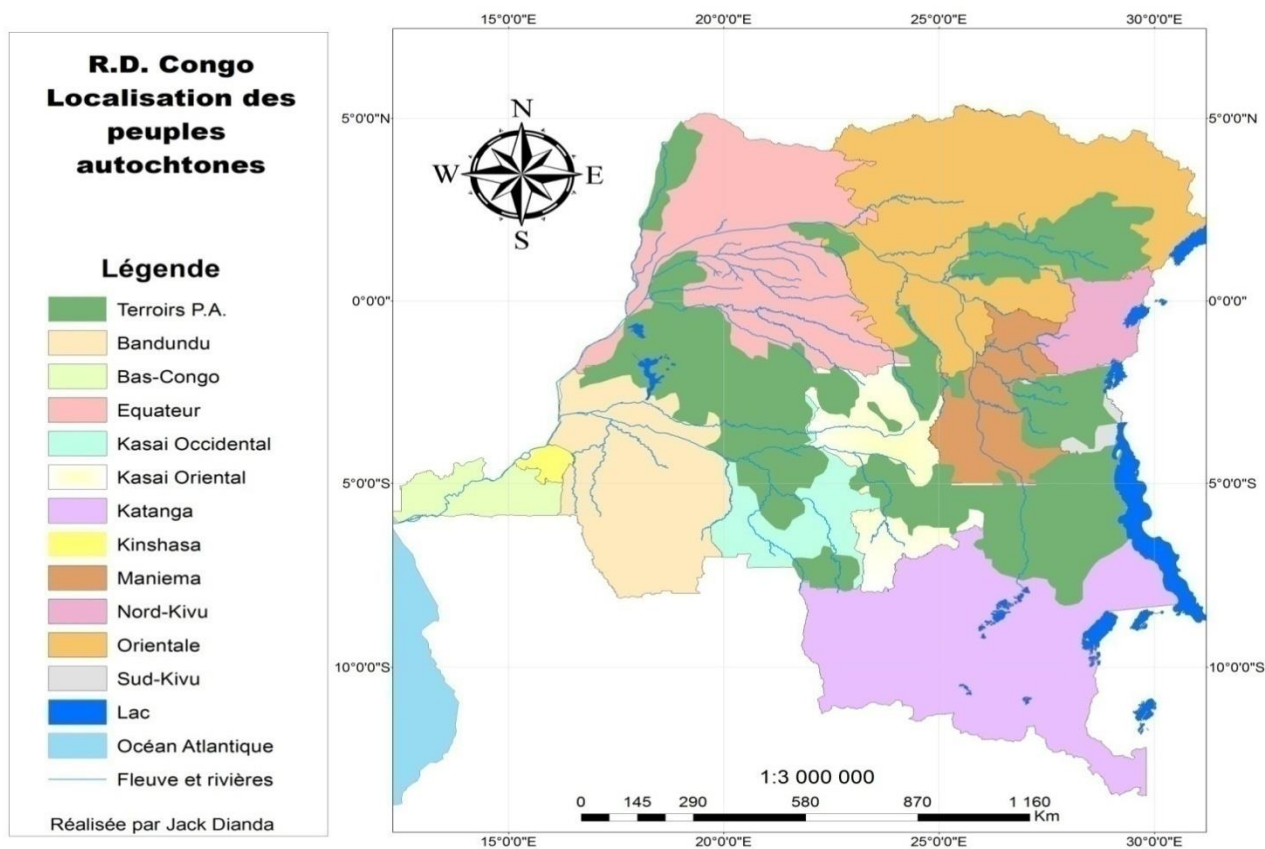 R.D. Congo
Localisation des
peuples
autochtones
Légende
Terroirs P.A.
Bandundu
Bas-Congo
Equateur
Kasai Occidental
Kasai Oriental
Katanga
Kinshasa
Maniema
Nord-Kivu
Orientale
Sud-Kivu
Lac
Océan Atlantique
Fleuve et rivières
Réalisée par Jack Dianda
15°0'0"E 20°0'0"E 25°0'0"E 30°0'0"E
N
W E
S
5°0'0"N 5°0'0"N
0°0'0" 0°0'0"
5°0'0"S 5°0'0"S
10°0'0"S 10°0'0"S
1:3 000 000
0 145 290 580 870 1 160
Km
15°0'0"E 20°0'0"E 25°0'0"E 30°0'0"E